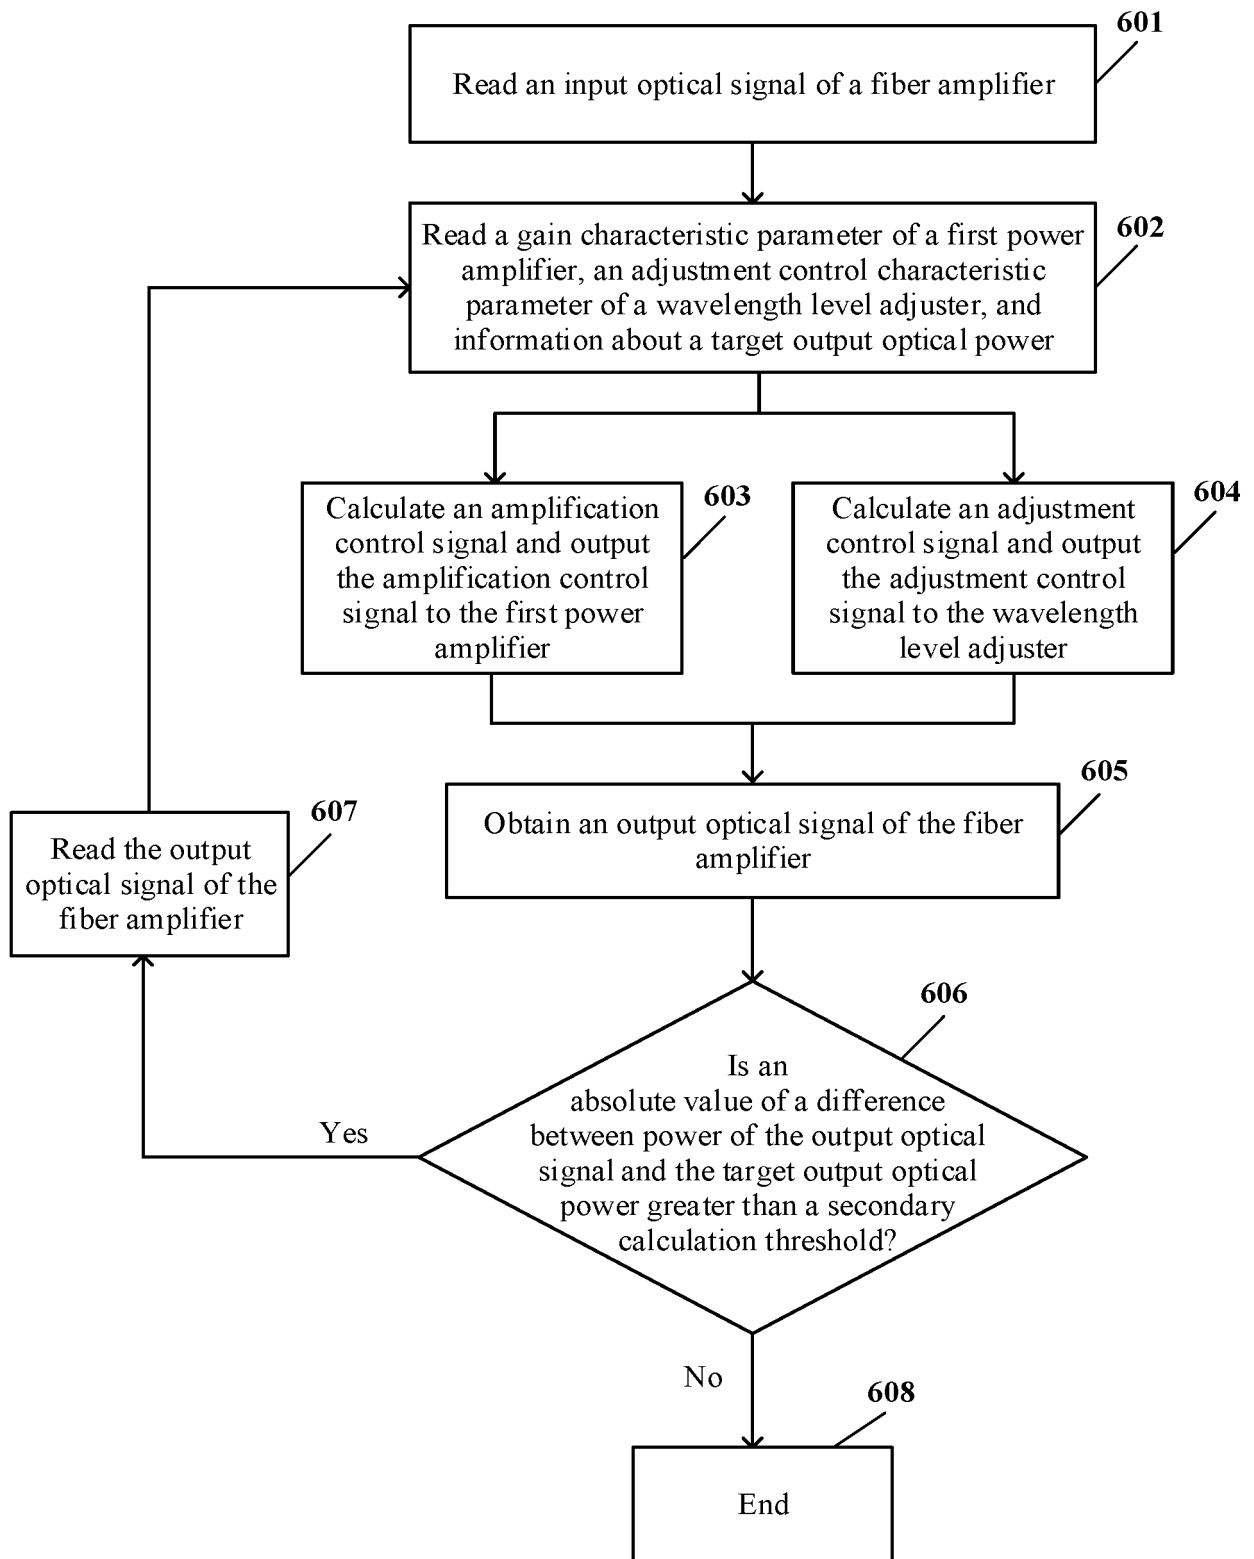 601
Read an input optical signal of a fiber amplifier
602
Read a gain characteristic parameter of a first power
amplifier, an adjustment control characteristic
parameter of a wavelength level adjuster, and
information about a target output optical power
603
Calculate an amplification
control signal and output
the amplification control
signal to the first power
amplifier
604
Calculate an adjustment
control signal and output
the adjustment control
signal to the wavelength
level adjuster
605
Obtain an output optical signal of the fiber
amplifier
607
Read the output
optical signal of the
fiber amplifier
606
Is an
absolute value of a difference
between power of the output optical
signal and the target output optical
power greater than a secondary
calculation threshold?
Yes
No
608
End